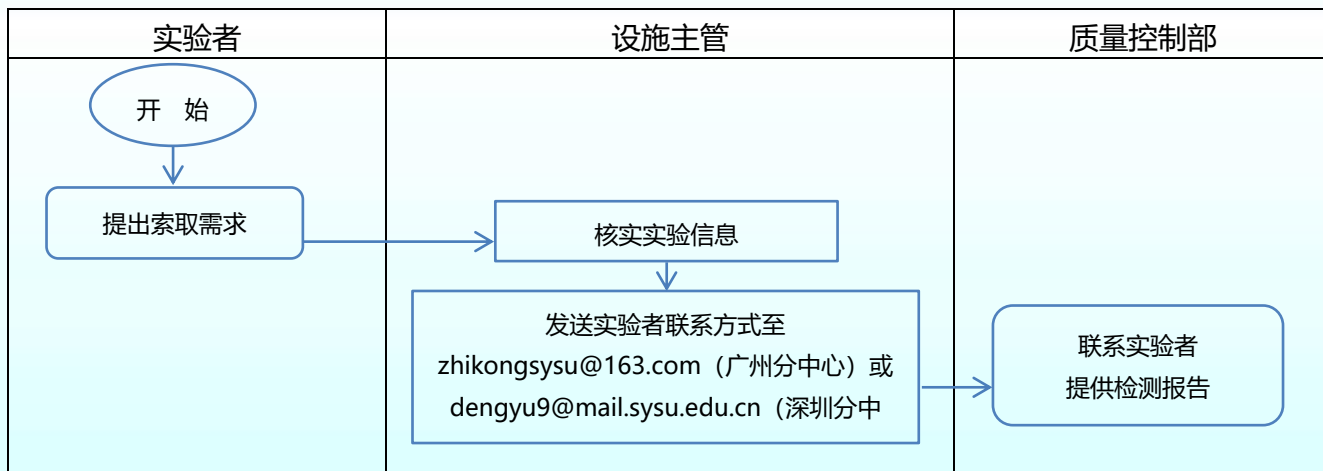 实验者
设施主管
质量控制部
开 始
提出索取需求
核实实验信息
发送实验者联系方式至
zhikongsysu@163.com（广州分中心）或
dengyu9@mail.sysu.edu.cn（深圳分中
联系实验者
提供检测报告